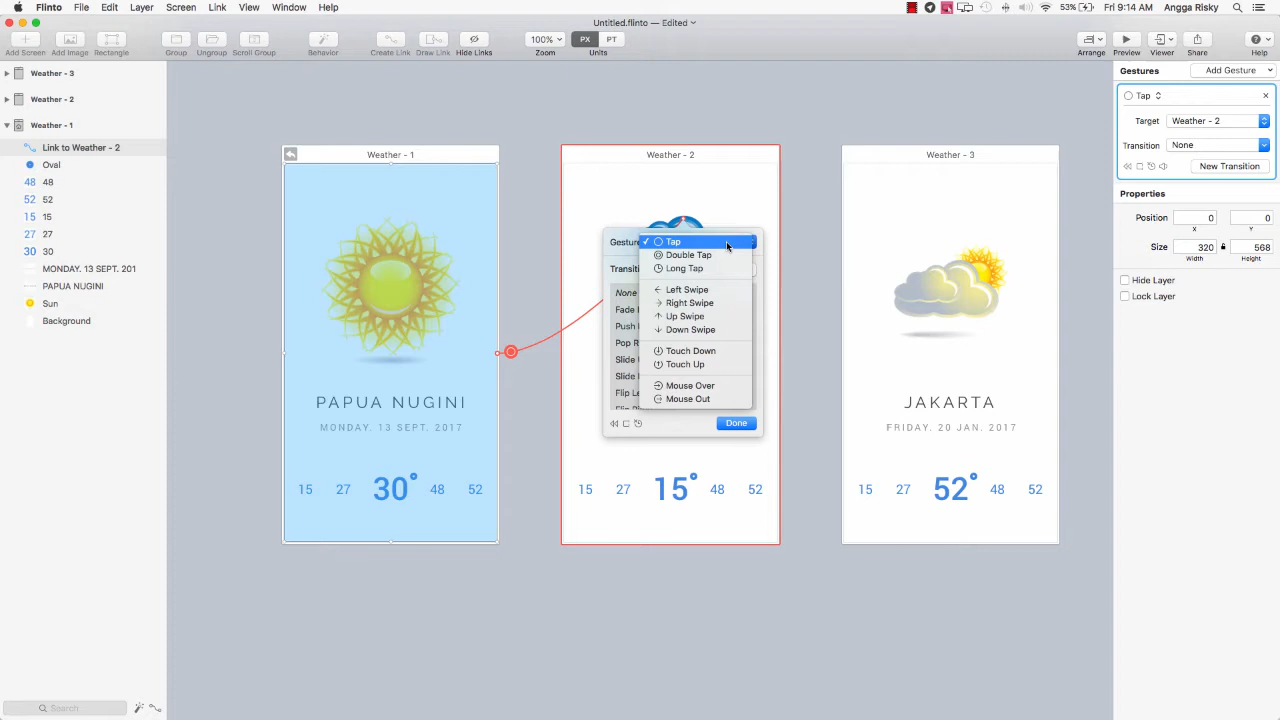 Flinto File Edit Layer Screen Link View Window Help 53% Fri 9:14 AM Angga Risky
Untitled.flinto — Edited
Add Screen Add Image Rectangle Group Ungroup Scroll Group Behavior Create Link Draw Link Hide Links 100% Zoom PX PT Units Arrange Preview Viewer Share ? Help
Weather - 3
Weather - 2
Weather - 1
Link to Weather - 2
Oval
48 48
52 52
15 15
27 27
30 30
MONDAY. 13 SEPT. 201
PAPUA NUGINI
Sun
Background
Search
Weather - 1
PAPUA NUGINI
MONDAY. 13 SEPT. 2017
15 27 30° 48 52
Weather - 2
Gesture
Transiti
None
Fade
Push
Pop R
Slide
Slide
Flip Le
Done
✓ Tap
Double Tap
Long Tap
Left Swipe
Right Swipe
Up Swipe
Down Swipe
Touch Down
Touch Up
Mouse Over
Mouse Out
15 27 15° 48 52
Weather - 3
JAKARTA
FRIDAY. 20 JAN. 2017
15 27 52° 48 52
Gestures Add Gesture
Tap
Target Weather - 2
Transition None
New Transition
Properties
Position 0 0
X Y
Size 320 568
Width Height
Hide Layer
Lock Layer